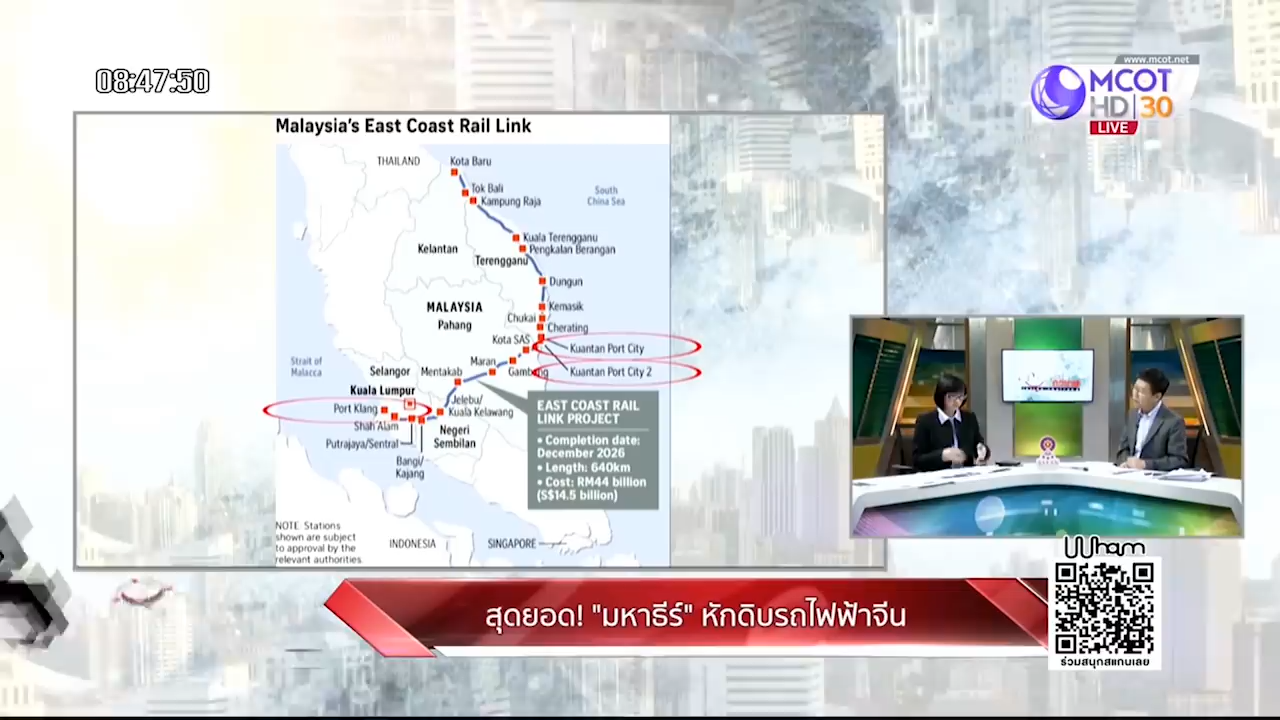 08:47:50
www.mcot.net
MCOT
HD 30
LIVE
Malaysia's East Coast Rail Link
THAILAND
Kota Baru
Tok Bali
Kampung Raja
South
China Sea
Kuala Terengganu
Pengkalan Berangan
Kelantan
Terengganu
Dungun
MALAYSIA
Kemasik
Pahang
Chukai
Cherating
Kota SAS
Kuantan Port City
Strait of
Malacca
Maran
Selangor
Mentakab
Gambang
Kuantan Port City 2
Kuala Lumpur
Jelebu/
Kuala Kelawang
Port Klang
Shah Alam
Putrajaya/Sentral
Negeri
Sembilan
Bangi/
Kajang
EAST COAST RAIL
LINK PROJECT
• Completion date:
December 2026
• Length: 640km
• Cost: RM44 billion
(S$14.5 billion)
NOTE Stations
shown are subject
to approval by the
relevant authorities
INDONESIA
SINGAPORE
Wham
ร่วมสนุกสแกนเลย
สุดยอด! "มหาธีร์" หักดิบรถไฟฟ้าจีน